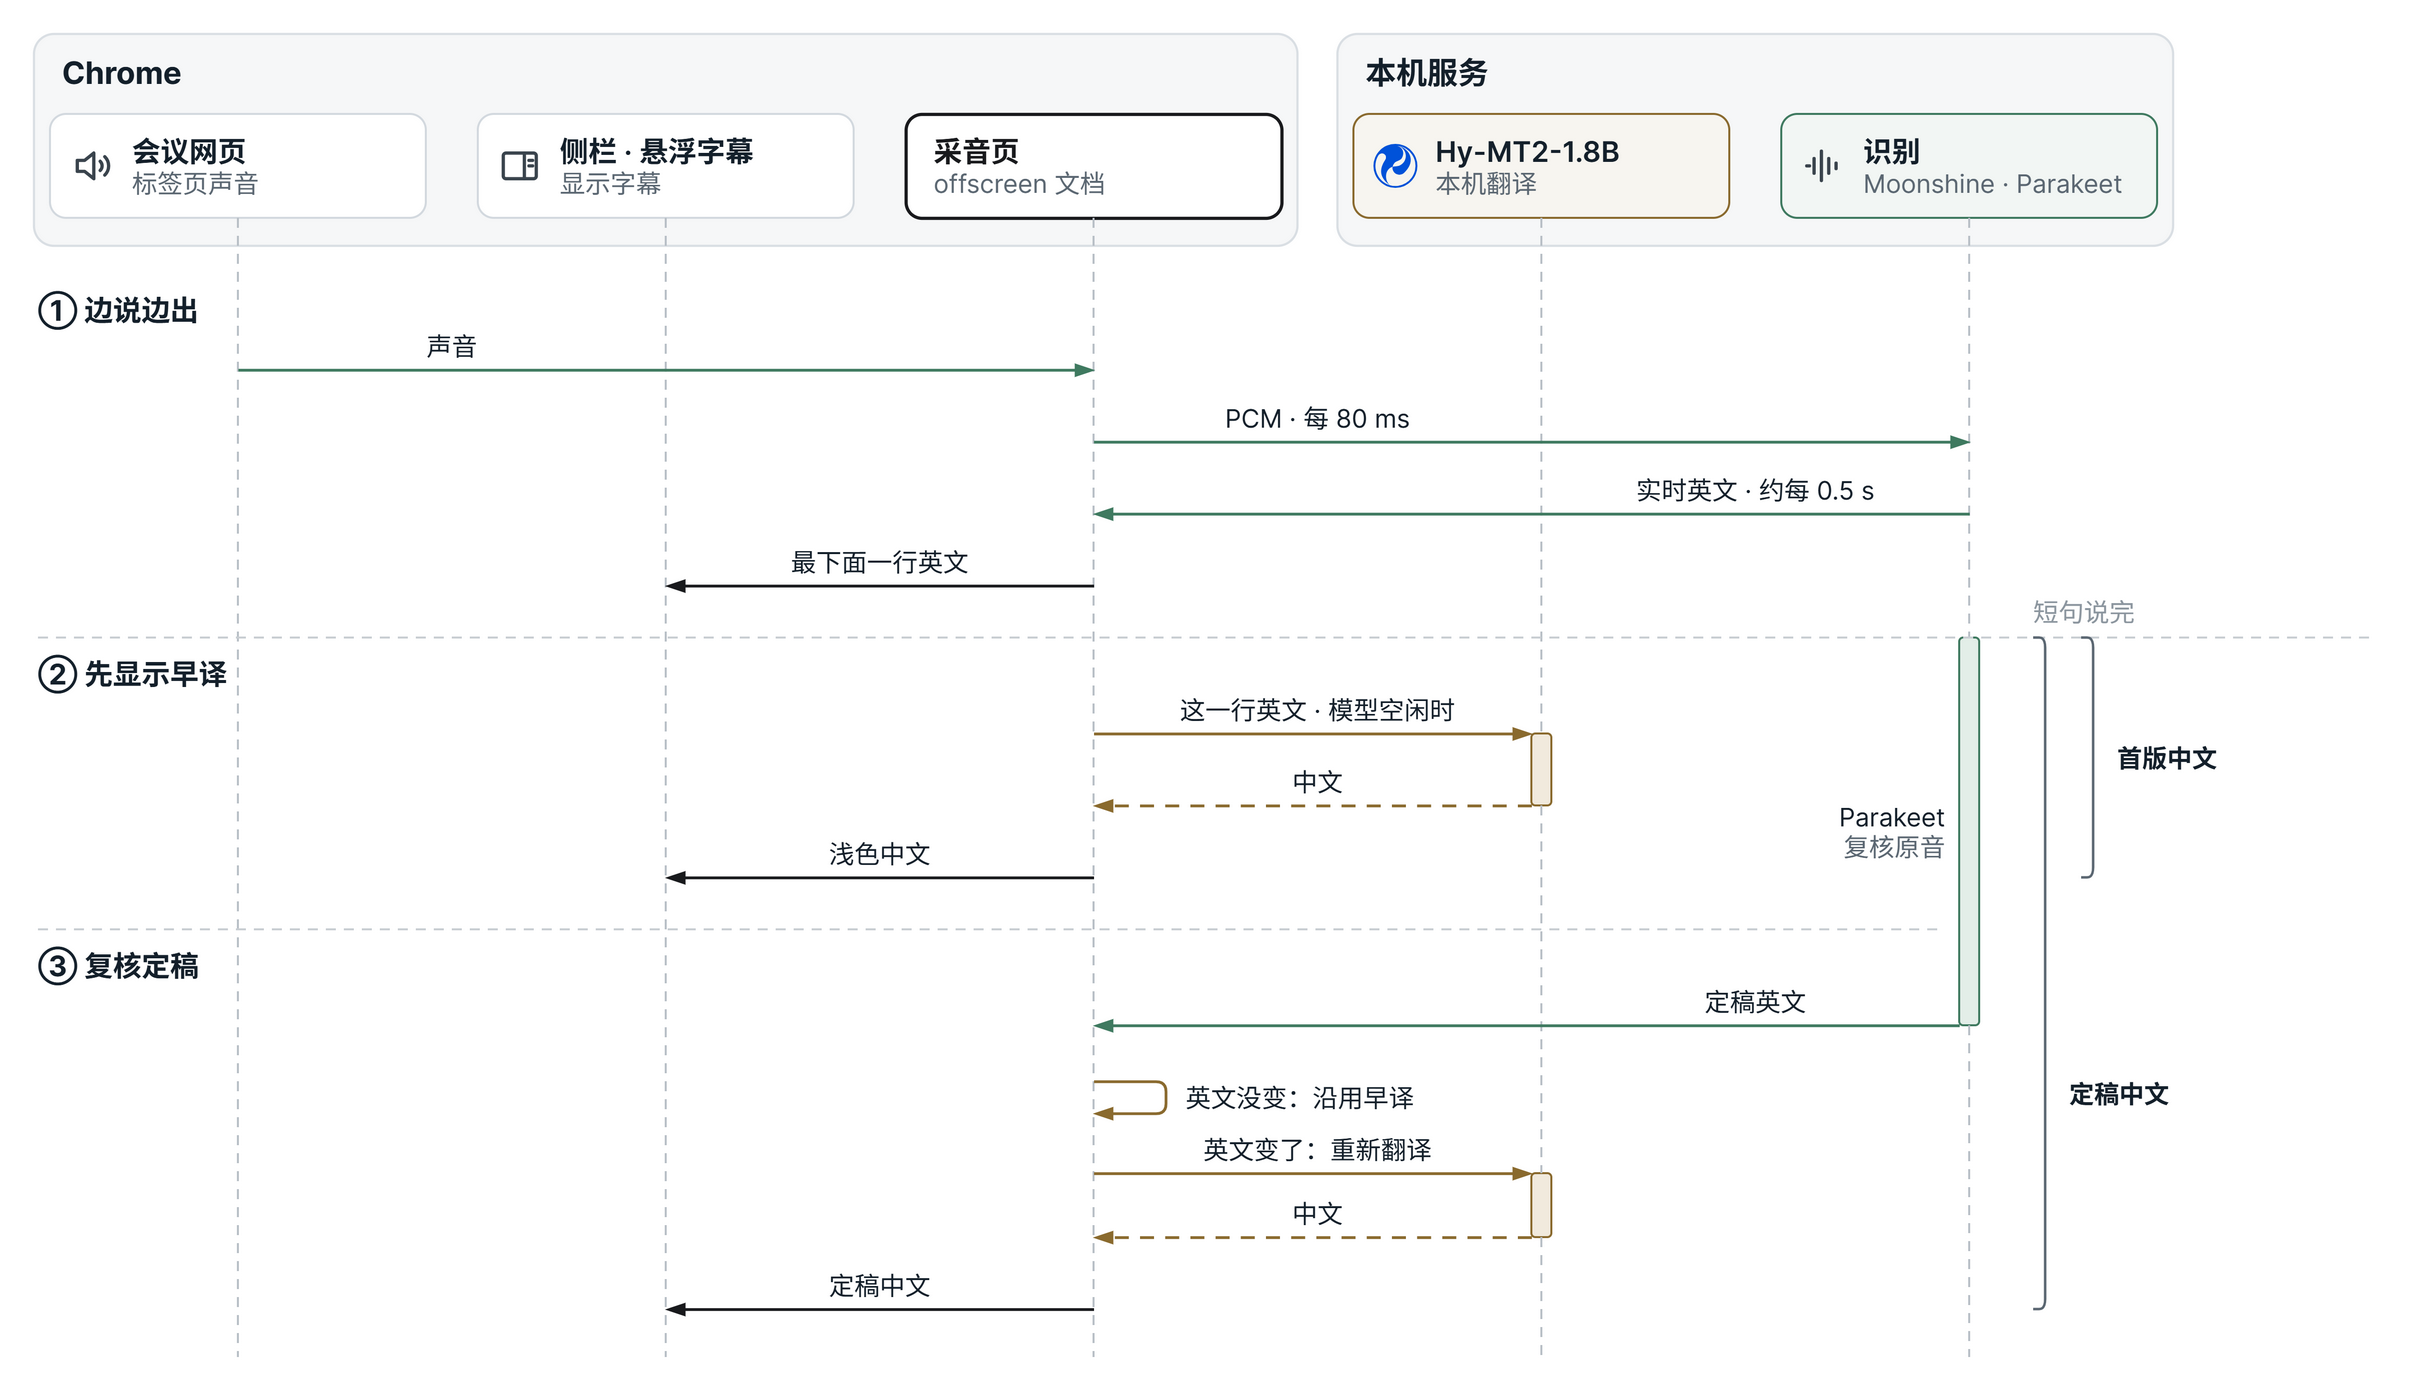 Chrome
本机服务
会议网页
标签页声音
侧栏 · 悬浮字幕
显示字幕
采音页
offscreen 文档
Hy-MT2-1.8B
本机翻译
识别
Moonshine · Parakeet
① 边说边出
声音
PCM · 每 80 ms
实时英文 · 约每 0.5 s
最下面一行英文
短句说完
② 先显示早译
这一行英文 · 模型空闲时
首版中文
中文
Parakeet
复核原音
浅色中文
③ 复核定稿
定稿英文
英文没变：沿用早译
定稿中文
英文变了：重新翻译
中文
定稿中文